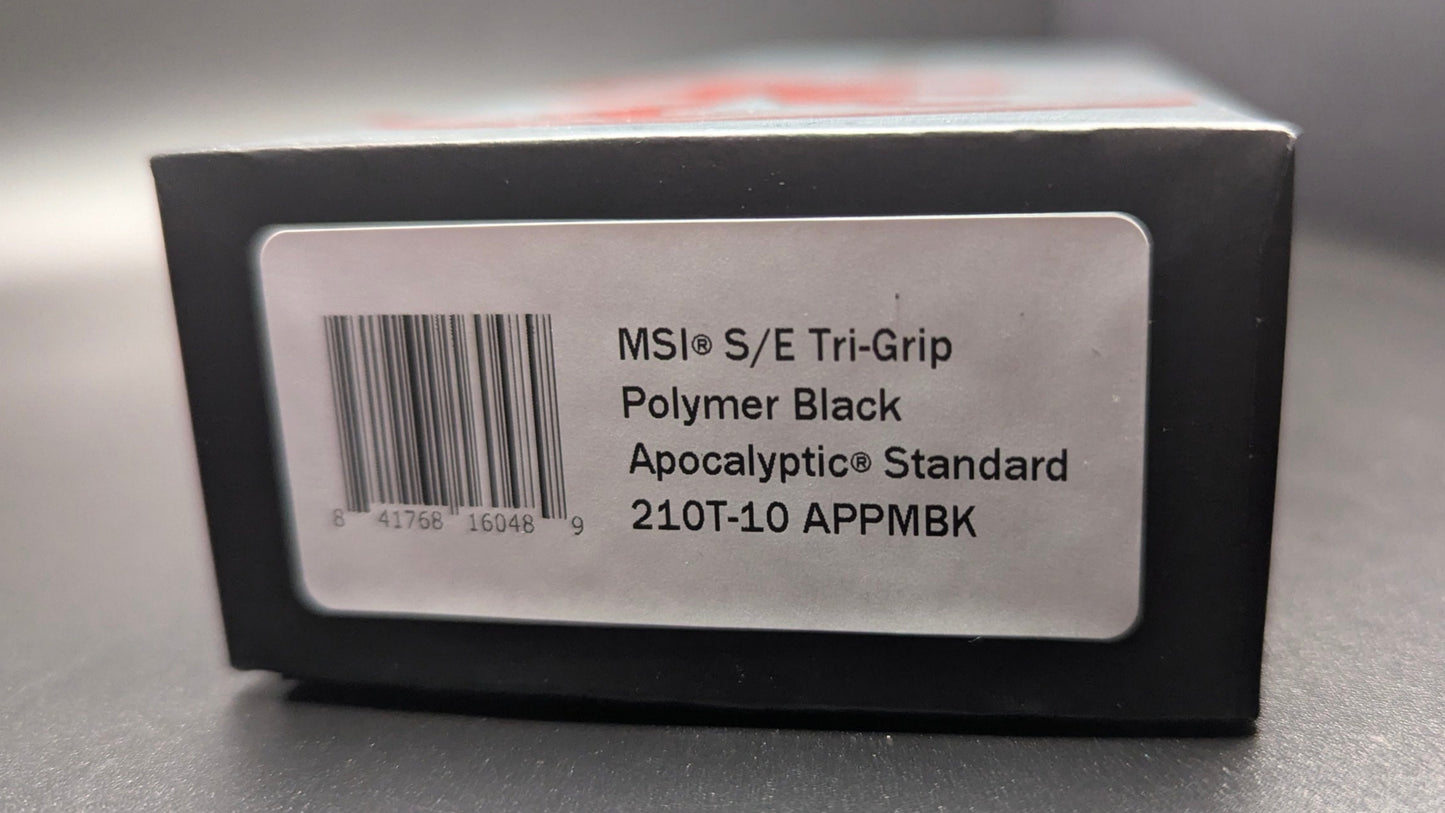 MSI® S/E Tri-Grip
Polymer Black
Apocalyptic® Standard
210T-10 APPMBK
8 41768 16048 9